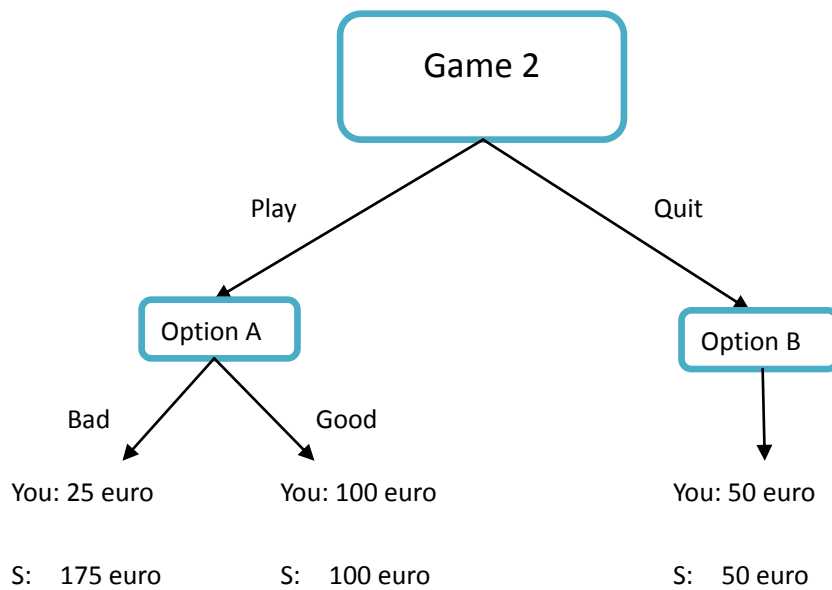 Game 2
Play Quit
Option A Option B
Bad Good
You: 25 euro You: 100 euro You: 50 euro
S: 175 euro S: 100 euro S: 50 euro